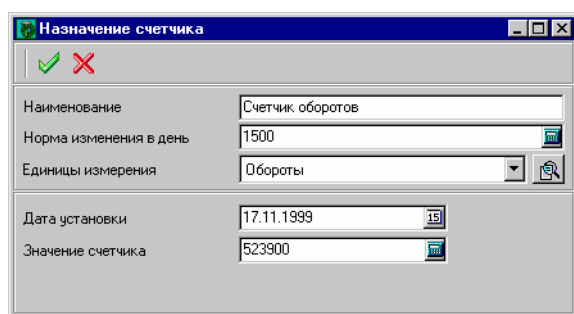 Назначение счетчика
Наименование Счетчик оборотов
Норма изменения в день 1500
Единицы измерения Обороты
Дата установки 17.11.1999 15
Значение счетчика 523900